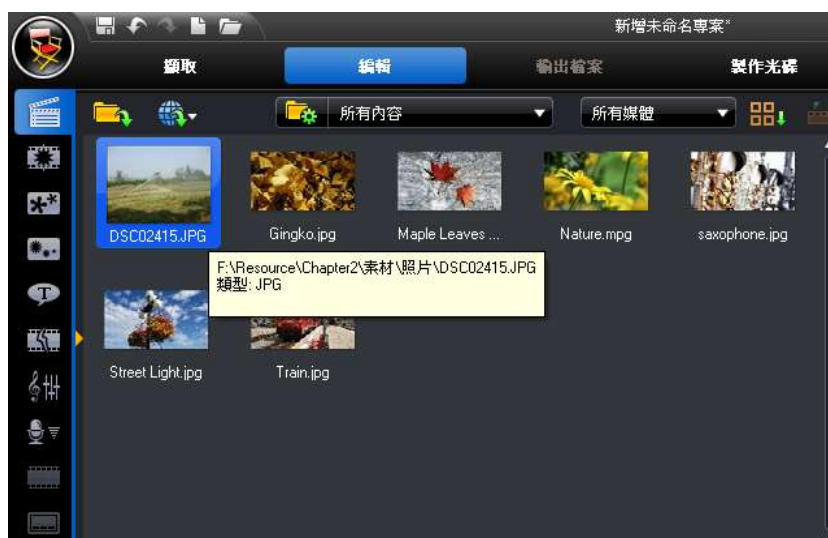 新增未命名專案*
擷取
編輯
輸出檔案
製作光碟
所有內容
所有媒體
DSC02415.JPG
Gingko.jpg
Maple Leaves ...
Nature.mpg
saxophone.jpg
F:\Resource\Chapter2\素材\照片\DSC02415.JPG
類型: JPG
Street Light.jpg
Train.jpg